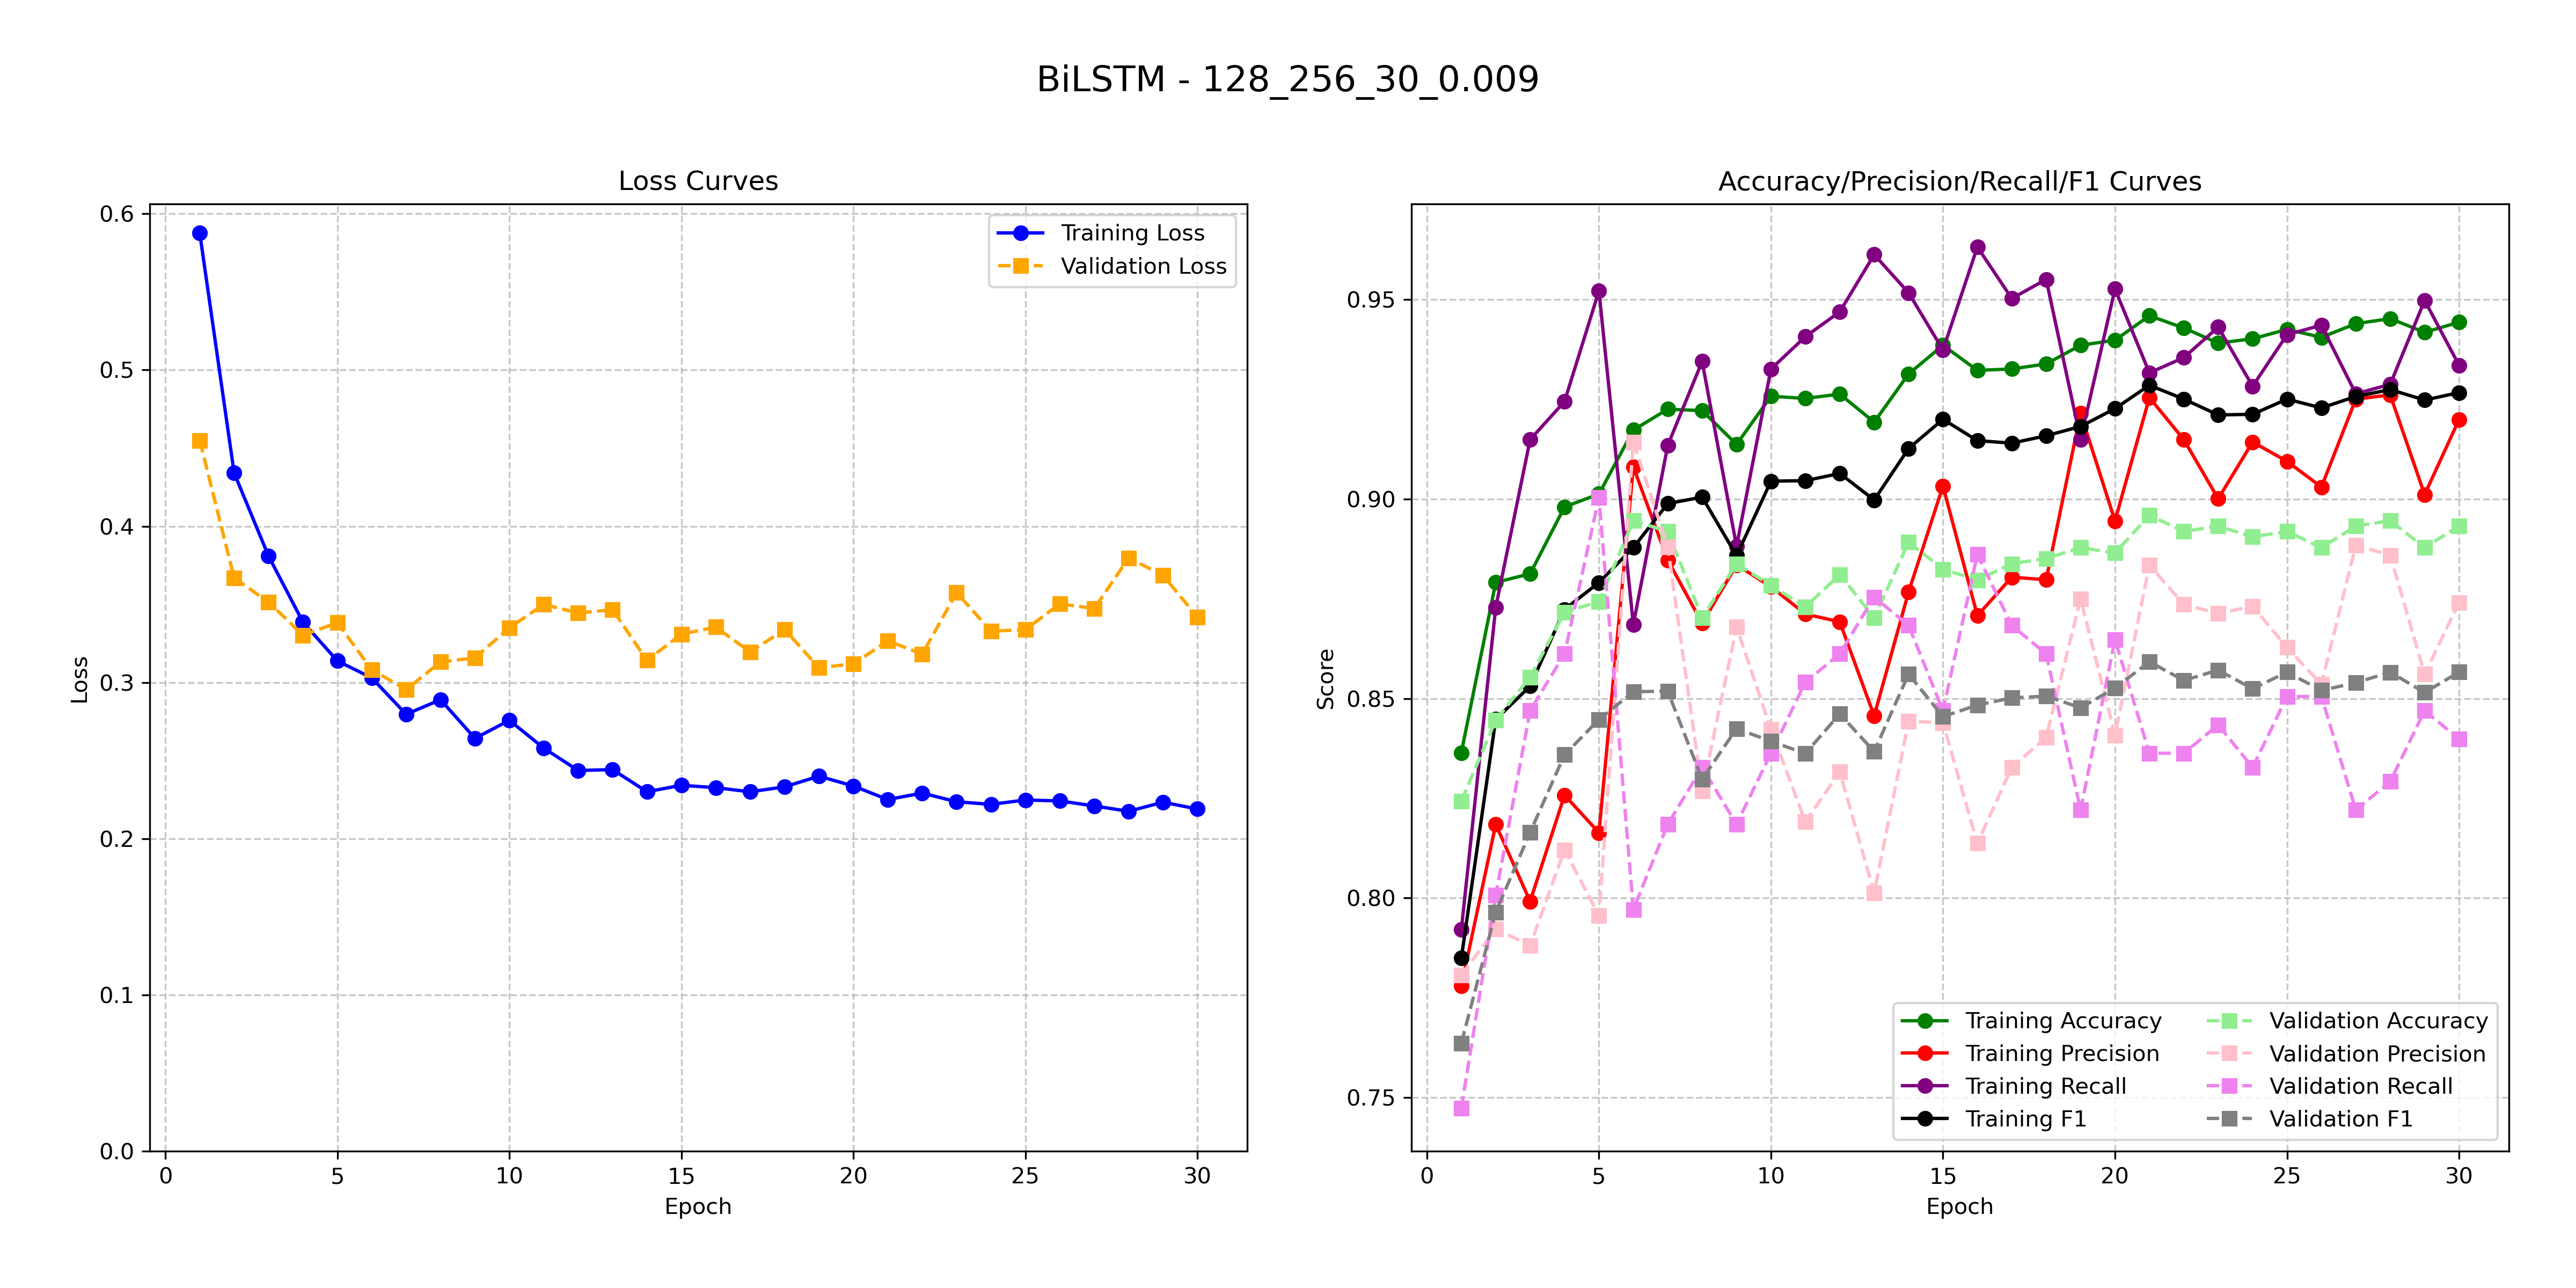 BiLSTM - 128_256_30_0.009
Loss Curves
0.6
0.5
0.4
0.3
0.2
0.1
0.0
Loss
0 5 10 15 20 25 30
Epoch
Training Loss
Validation Loss
Accuracy/Precision/Recall/F1 Curves
0.95
0.90
0.85
0.80
0.75
Score
0 5 10 15 20 25 30
Epoch
Training Accuracy
Training Precision
Training Recall
Training F1
Validation Accuracy
Validation Precision
Validation Recall
Validation F1